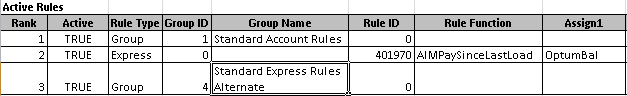 Active Rules
Rank Active Rule Type Group ID Group Name Rule ID Rule Function Assign1
1 TRUE Group 1 Standard Account Rules 0
2 TRUE Express 0 401970 AIMPaySinceLastLoad OptumBal
Standard Express Rules
3 TRUE Group 4 Alternate 0